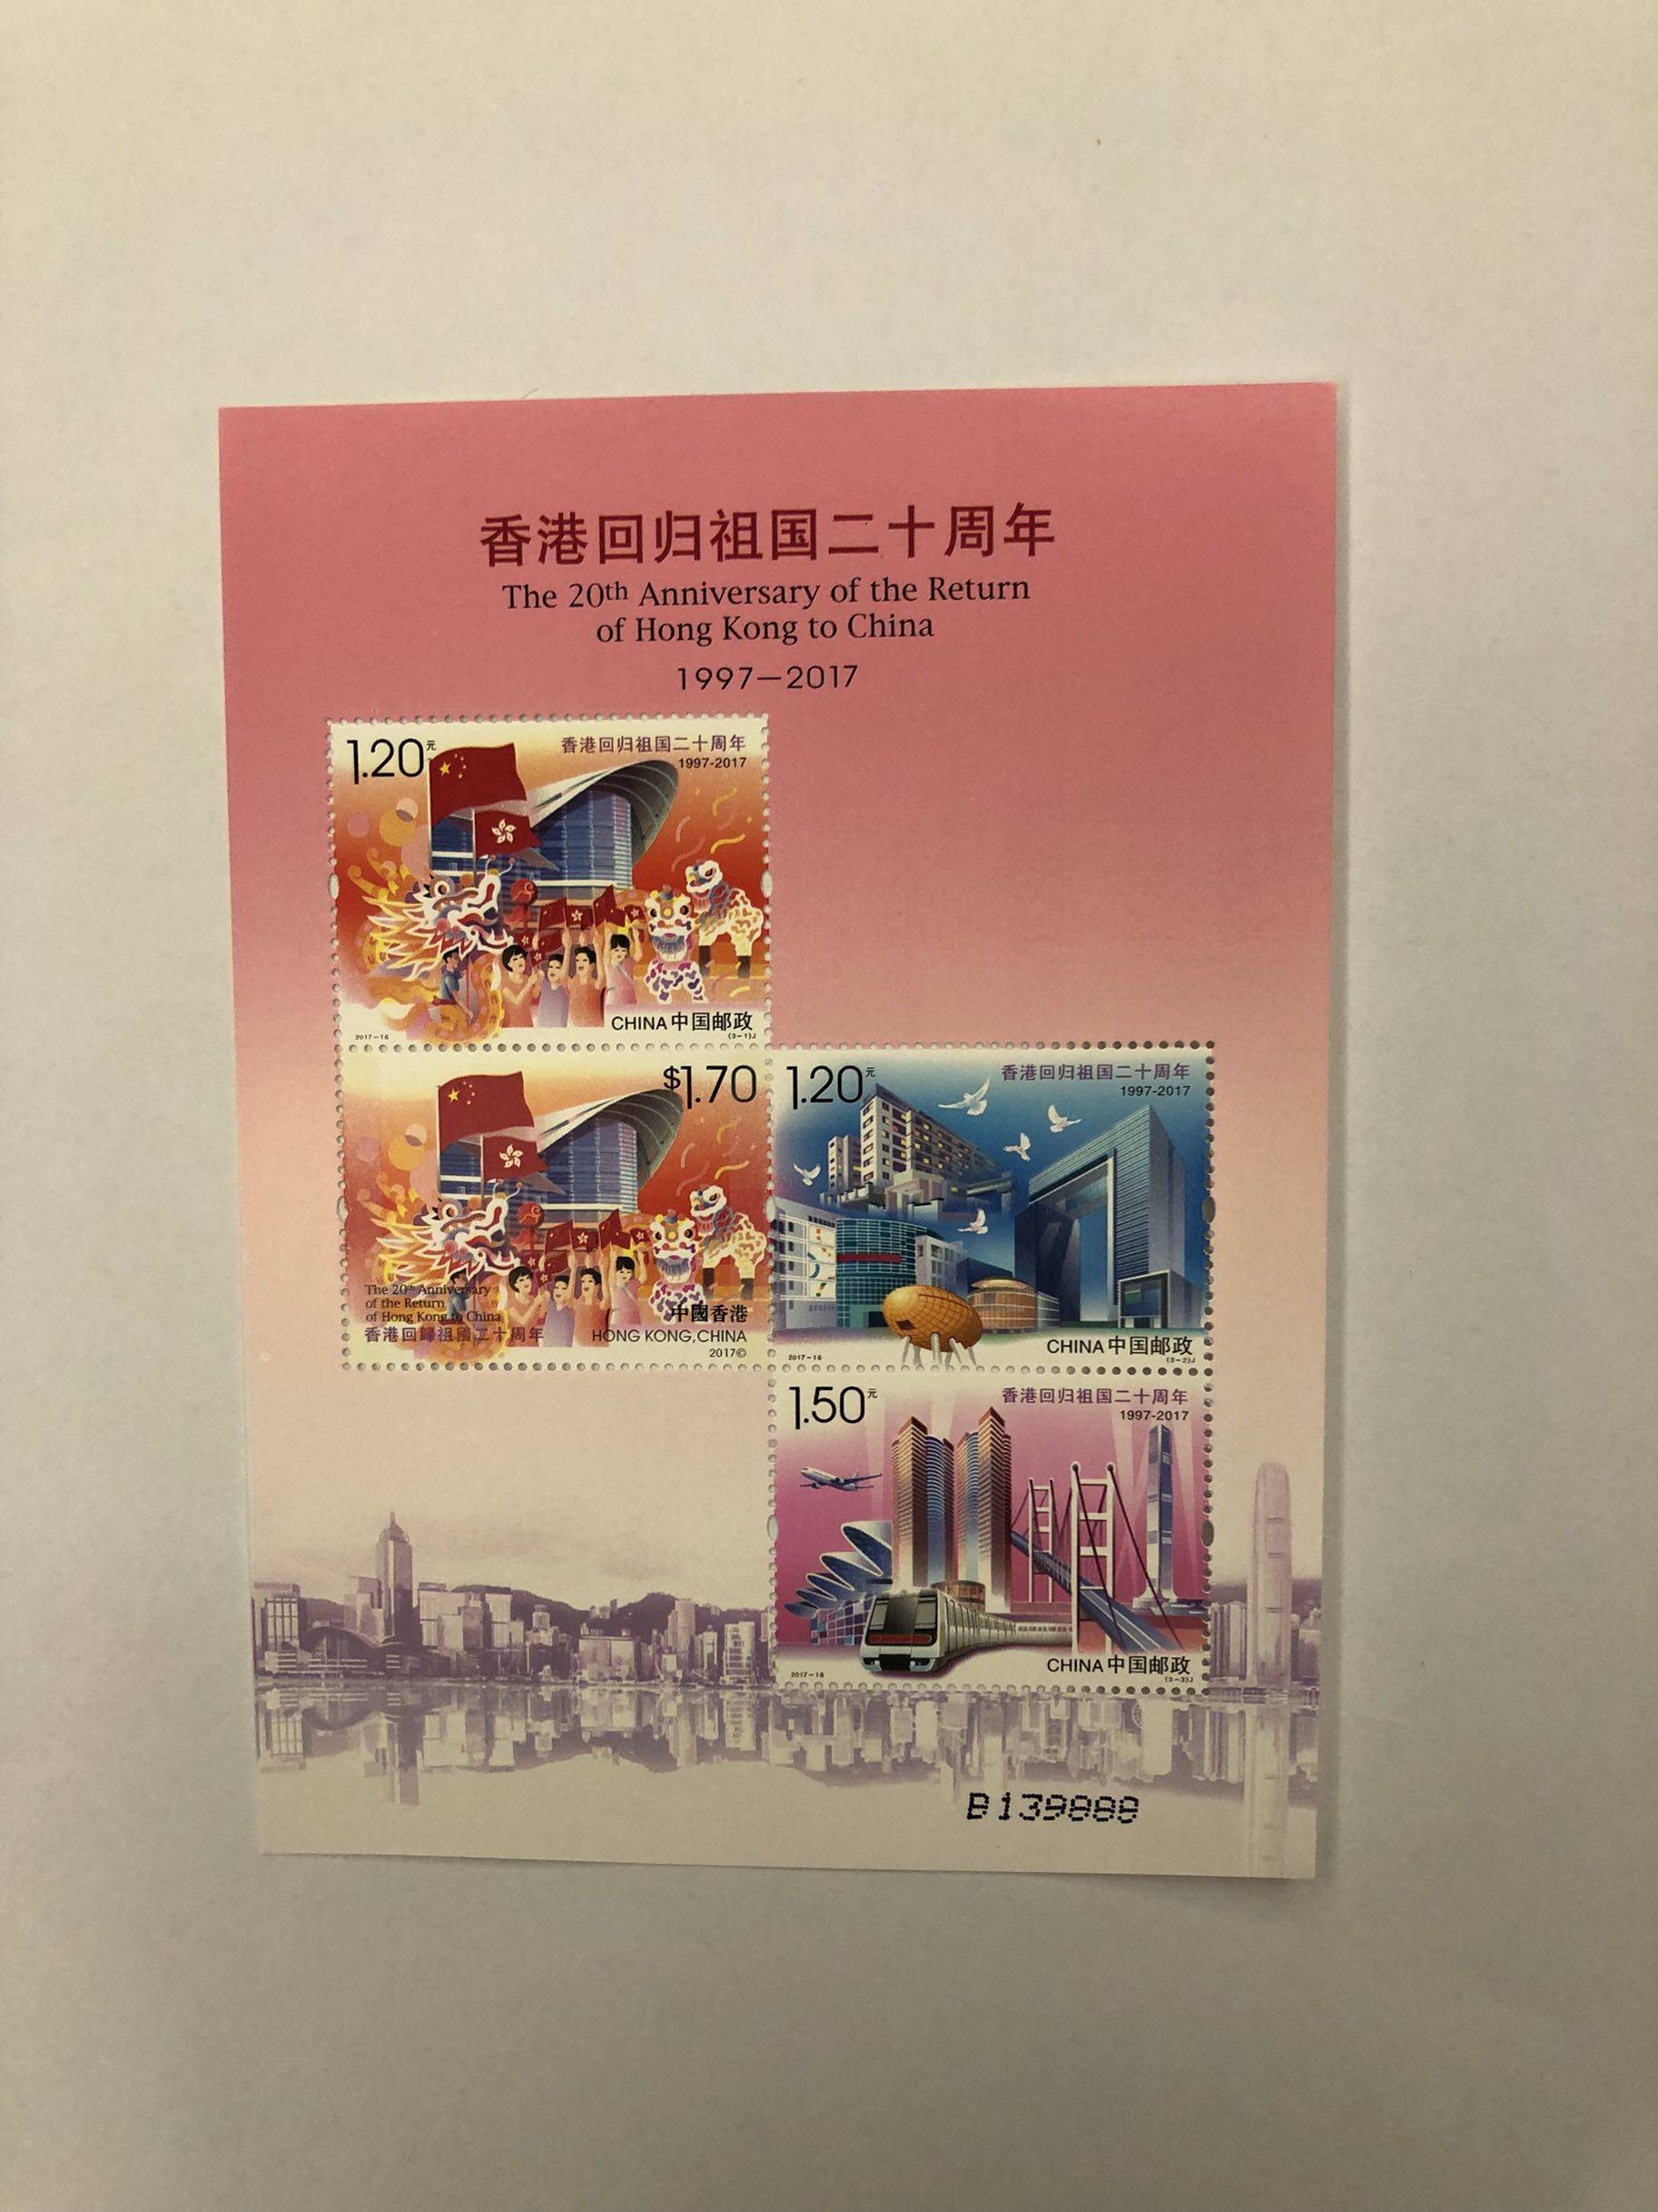 香港回归祖国二十周年
The 20th Anniversary of the Return
of Hong Kong to China
1997—2017
1.20元
香港回归祖国二十周年
1997-2017
CHINA 中国邮政
2017-16
(3-1)J
$1.70
The 20th Anniversary
of the Return
of Hong Kong to China
香港回歸祖國二十周年
中國香港
HONG KONG, CHINA
2017©
1.20元
香港回归祖国二十周年
1997-2017
CHINA 中国邮政
2017-16
(3-2)J
1.50元
香港回归祖国二十周年
1997-2017
CHINA 中国邮政
2017-16
(3-3)J
B139888